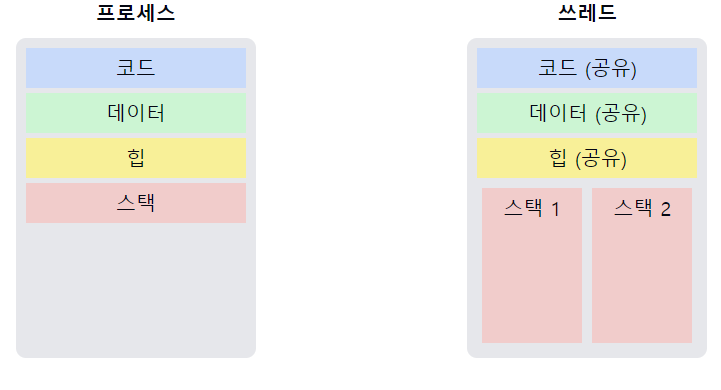 프로세스
코드
데이터
힙
스택
쓰레드
코드 (공유)
데이터 (공유)
힙 (공유)
스택 1
스택 2